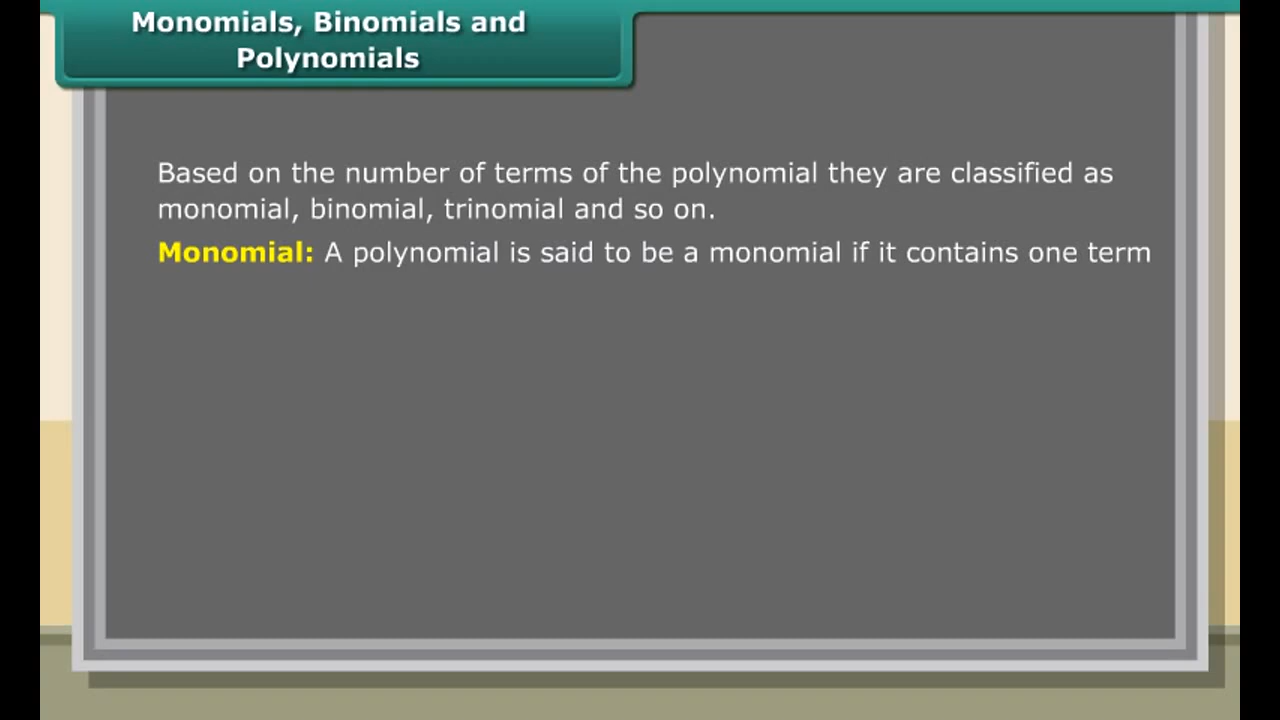 Monomials, Binomials and
Polynomials
Based on the number of terms of the polynomial they are classified as
monomial, binomial, trinomial and so on.
Monomial: A polynomial is said to be a monomial if it contains one term